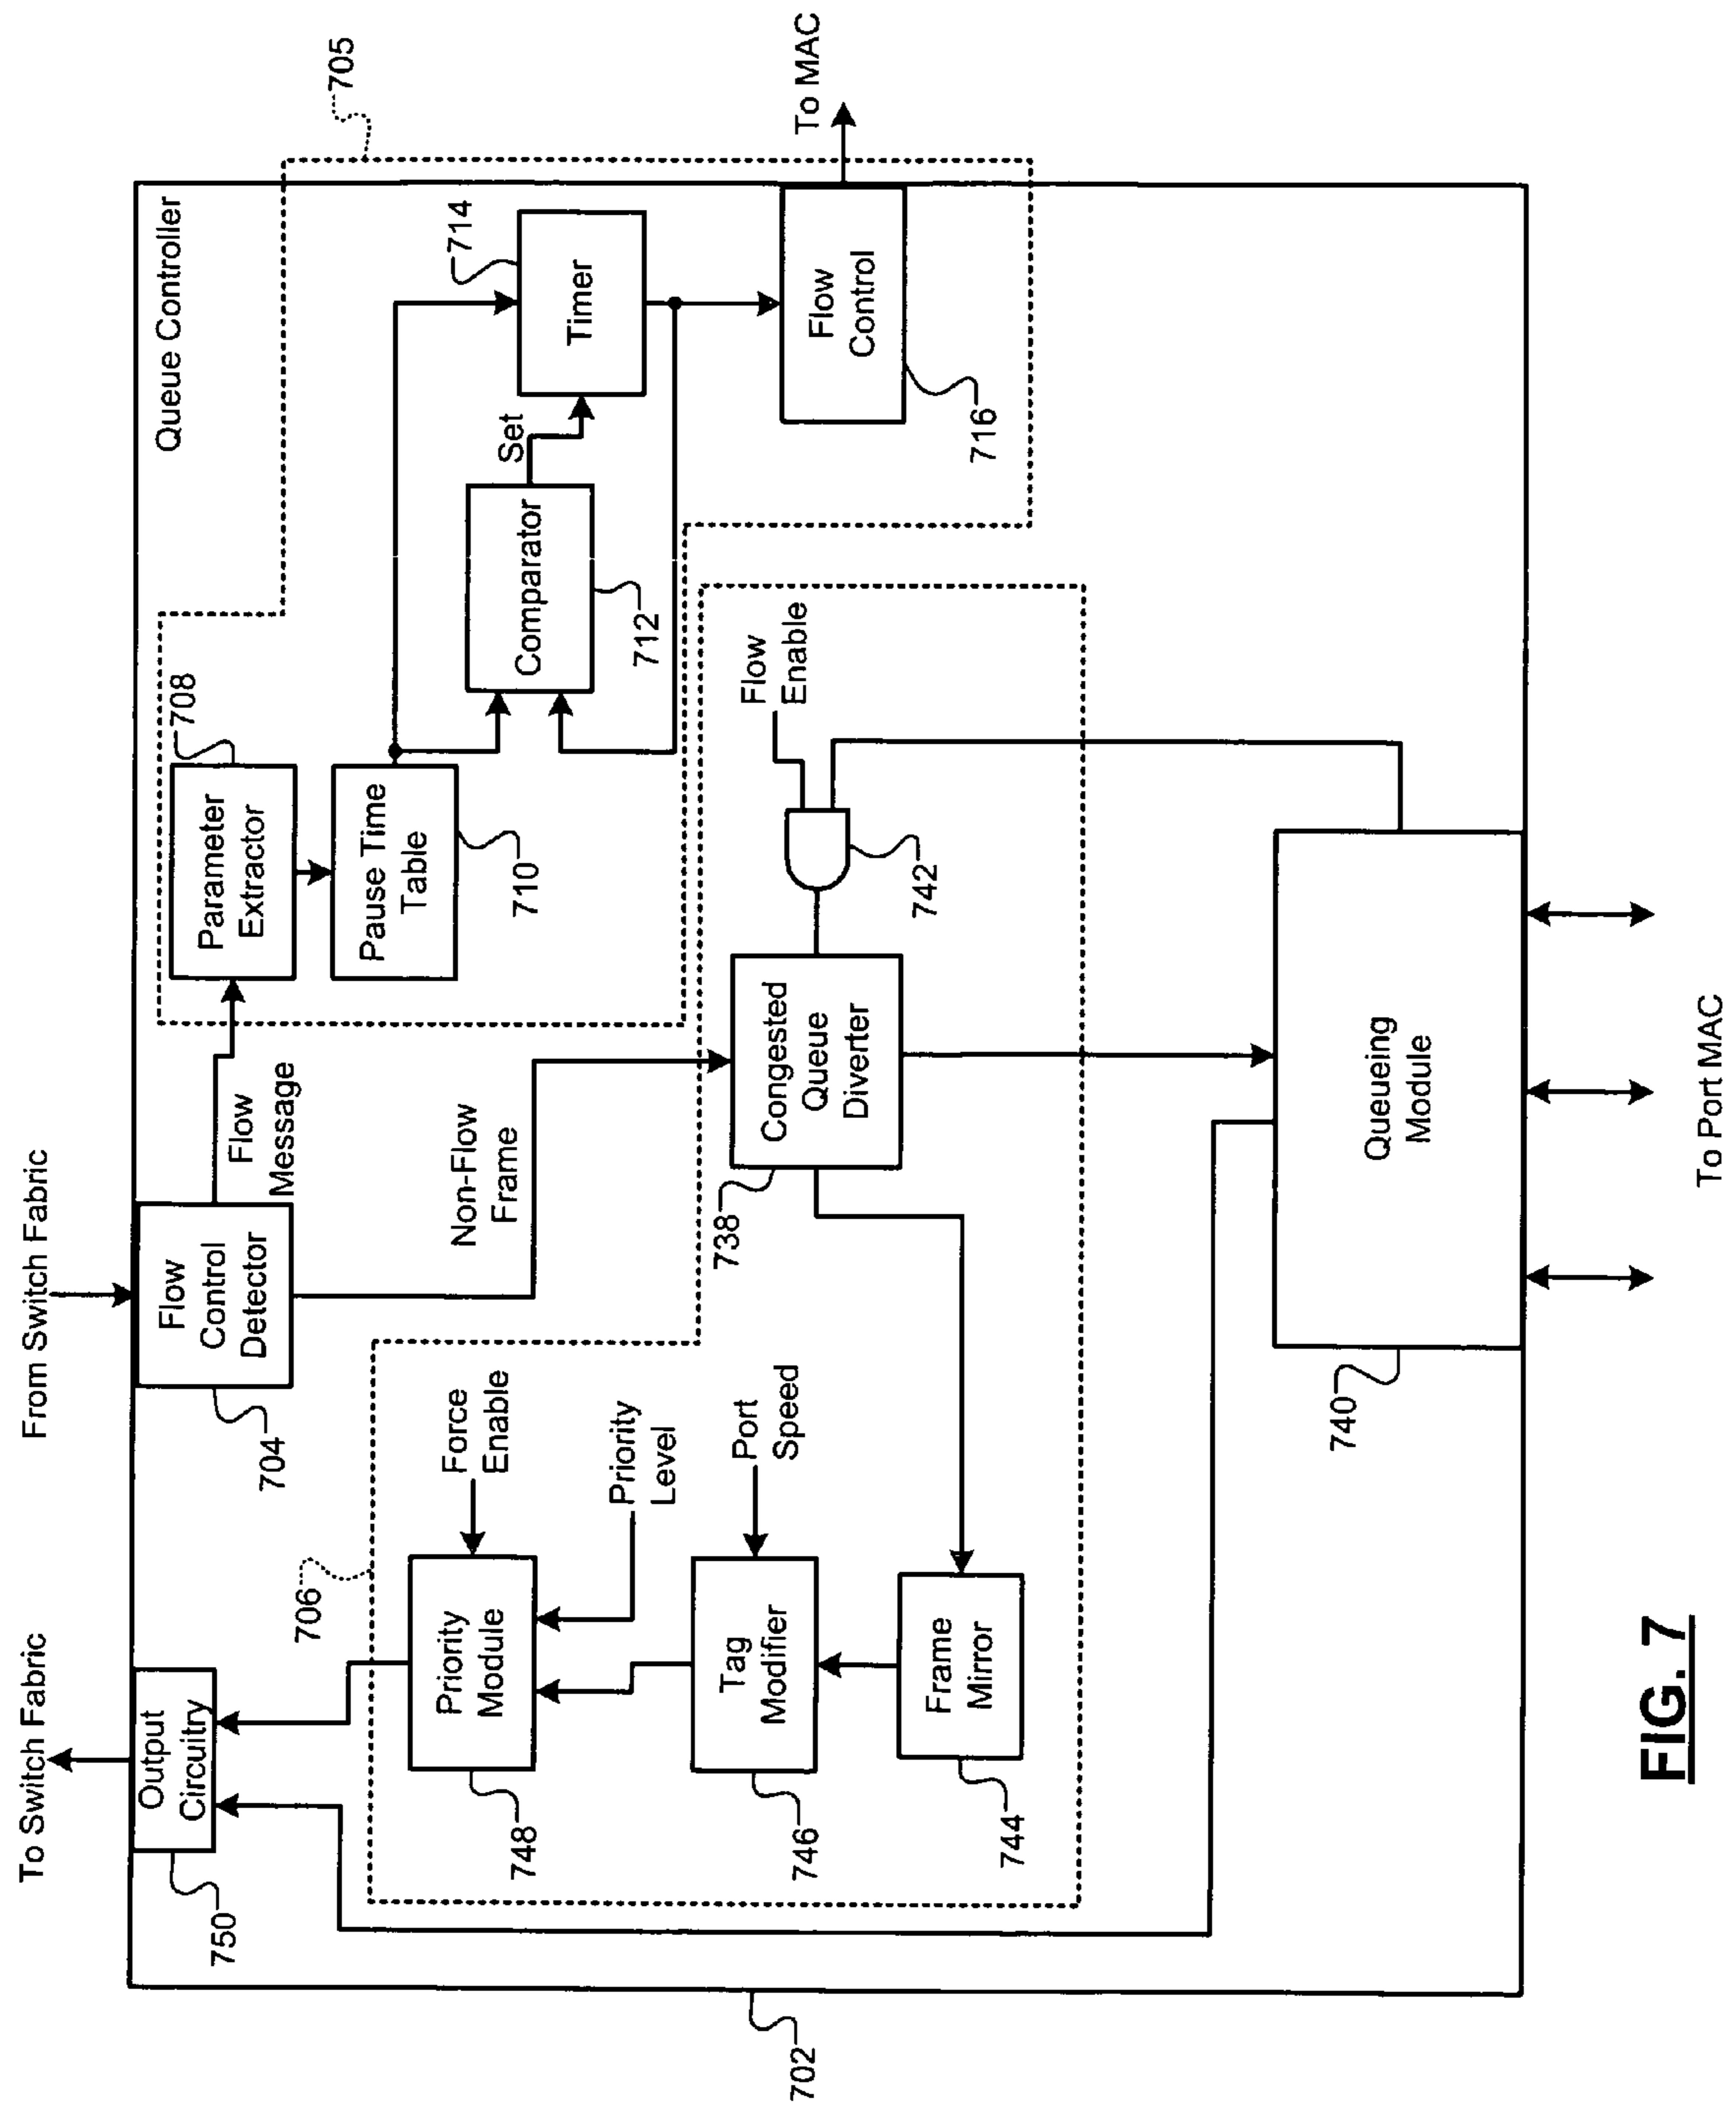 To Switch Fabric
From Switch Fabric
Output
Circuitry
750
Flow
Control
Detector
704
Queue Controller
705
Flow
Message
Parameter
Extractor
708
Pause Time
Table
710
Comparator
712
Set
Timer
714
Flow
Control
716
To MAC
Non-Flow
Frame
706
Priority
Module
748
Force
Enable
Priority
Level
Tag
Modifier
746
Port
Speed
Frame
Mirror
744
Congested
Queue
Diverter
738
Flow
Enable
742
Queueing
Module
740
702
To Port MAC
FIG. 7